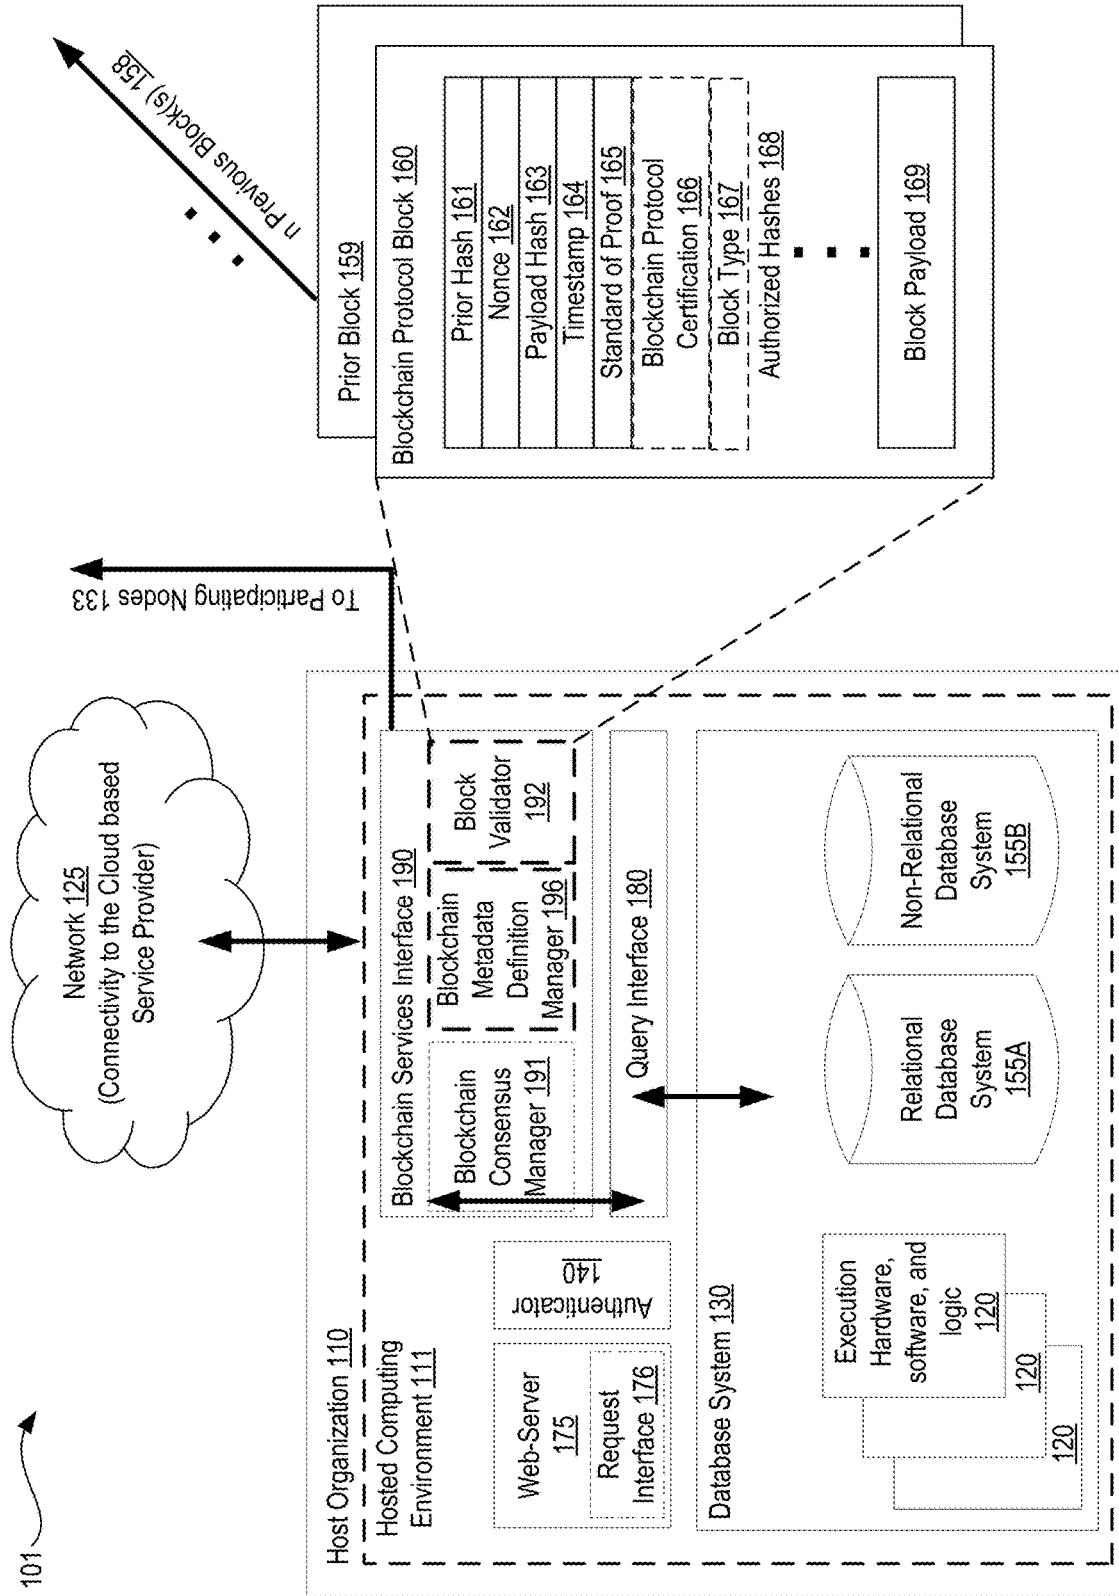 101
Network 125
(Connectivity to the Cloud based
Service Provider)
To Participating Nodes 133
n Previous Block(s) 158
Host Organization 110
Hosted Computing
Environment 111
Web-Server
175
Request
Interface 176
Authenticator
140
Blockchain Services Interface 190
Blockchain
Consensus
Manager 191
Blockchain
Metadata
Definition
Manager 196
Block
Validator
192
Query Interface 180
Database System 130
Execution
Hardware,
software, and
logic
120
120
120
Relational
Database
System
155A
Non-Relational
Database
System
155B
Prior Block 159
Blockchain Protocol Block 160
Prior Hash 161
Nonce 162
Payload Hash 163
Timestamp 164
Standard of Proof 165
Blockchain Protocol
Certification 166
Block Type 167
Authorized Hashes 168
Block Payload 169